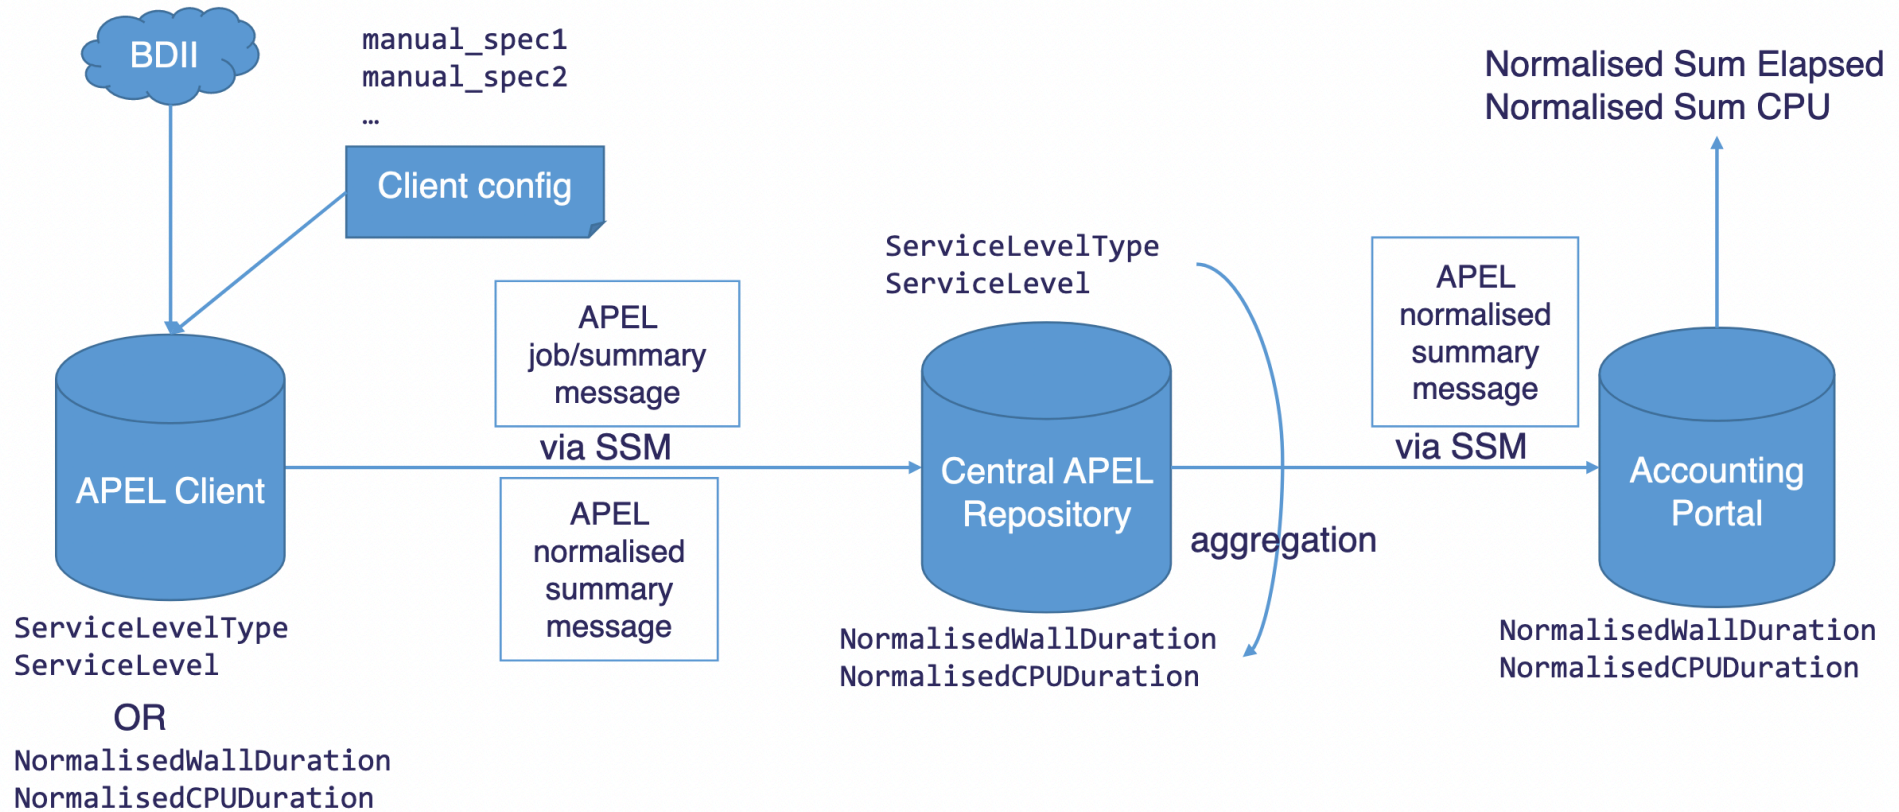 BDII
manual_spec1
manual_spec2
…
Client config
APEL
job/summary
message
via SSM
APEL
normalised
summary
message
APEL Client
ServiceLevelType
ServiceLevel
OR
NormalisedWallDuration
NormalisedCPUDuration
ServiceLevelType
ServiceLevel
Central APEL
Repository
aggregation
NormalisedWallDuration
NormalisedCPUDuration
APEL
normalised
summary
message
via SSM
Normalised Sum Elapsed
Normalised Sum CPU
Accounting
Portal
NormalisedWallDuration
NormalisedCPUDuration